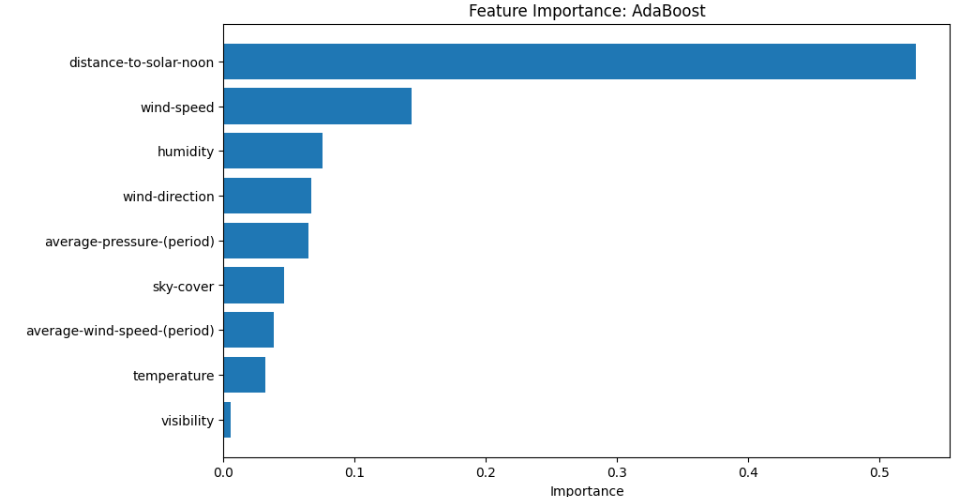 Feature Importance: AdaBoost
distance-to-solar-noon
wind-speed
humidity
wind-direction
average-pressure-(period)
sky-cover
average-wind-speed-(period)
temperature
visibility
0.0 0.1 0.2 0.3 0.4 0.5
Importance